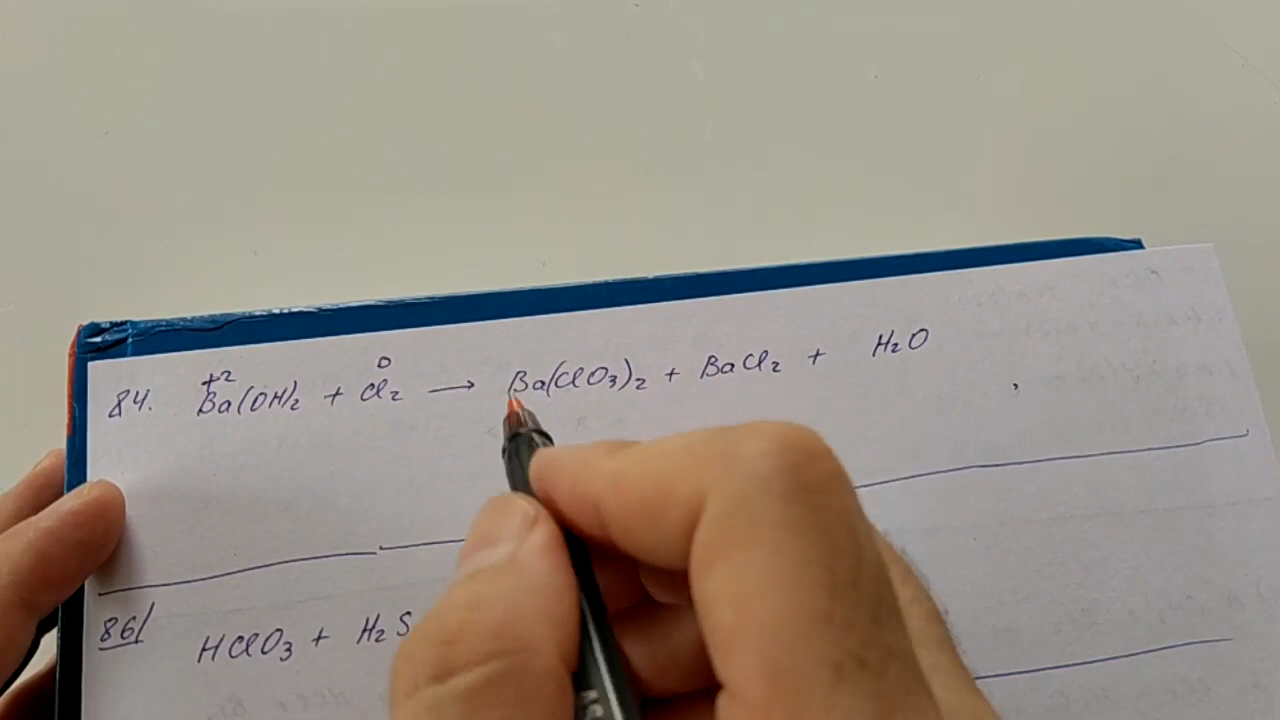 +2 0
84. Ba(OH)2 + Cl2 → Ba(ClO3)2 + BaCl2 + H2O
86/ HClO3 + H2S